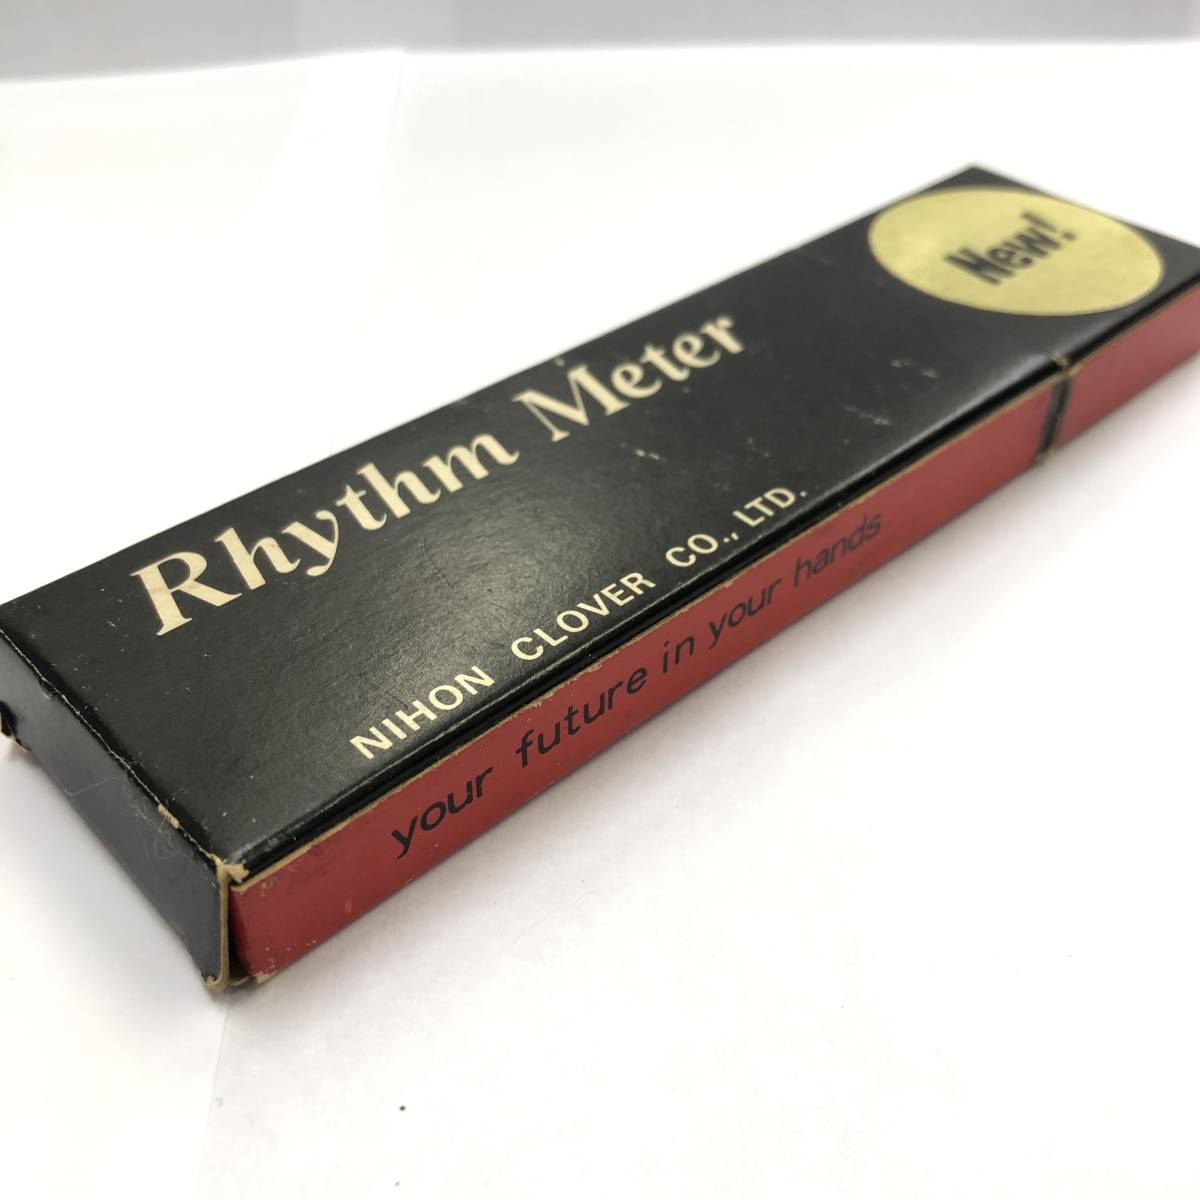 New!
Rhythm Meter
NIHON CLOVER CO., LTD.
your future in your hands